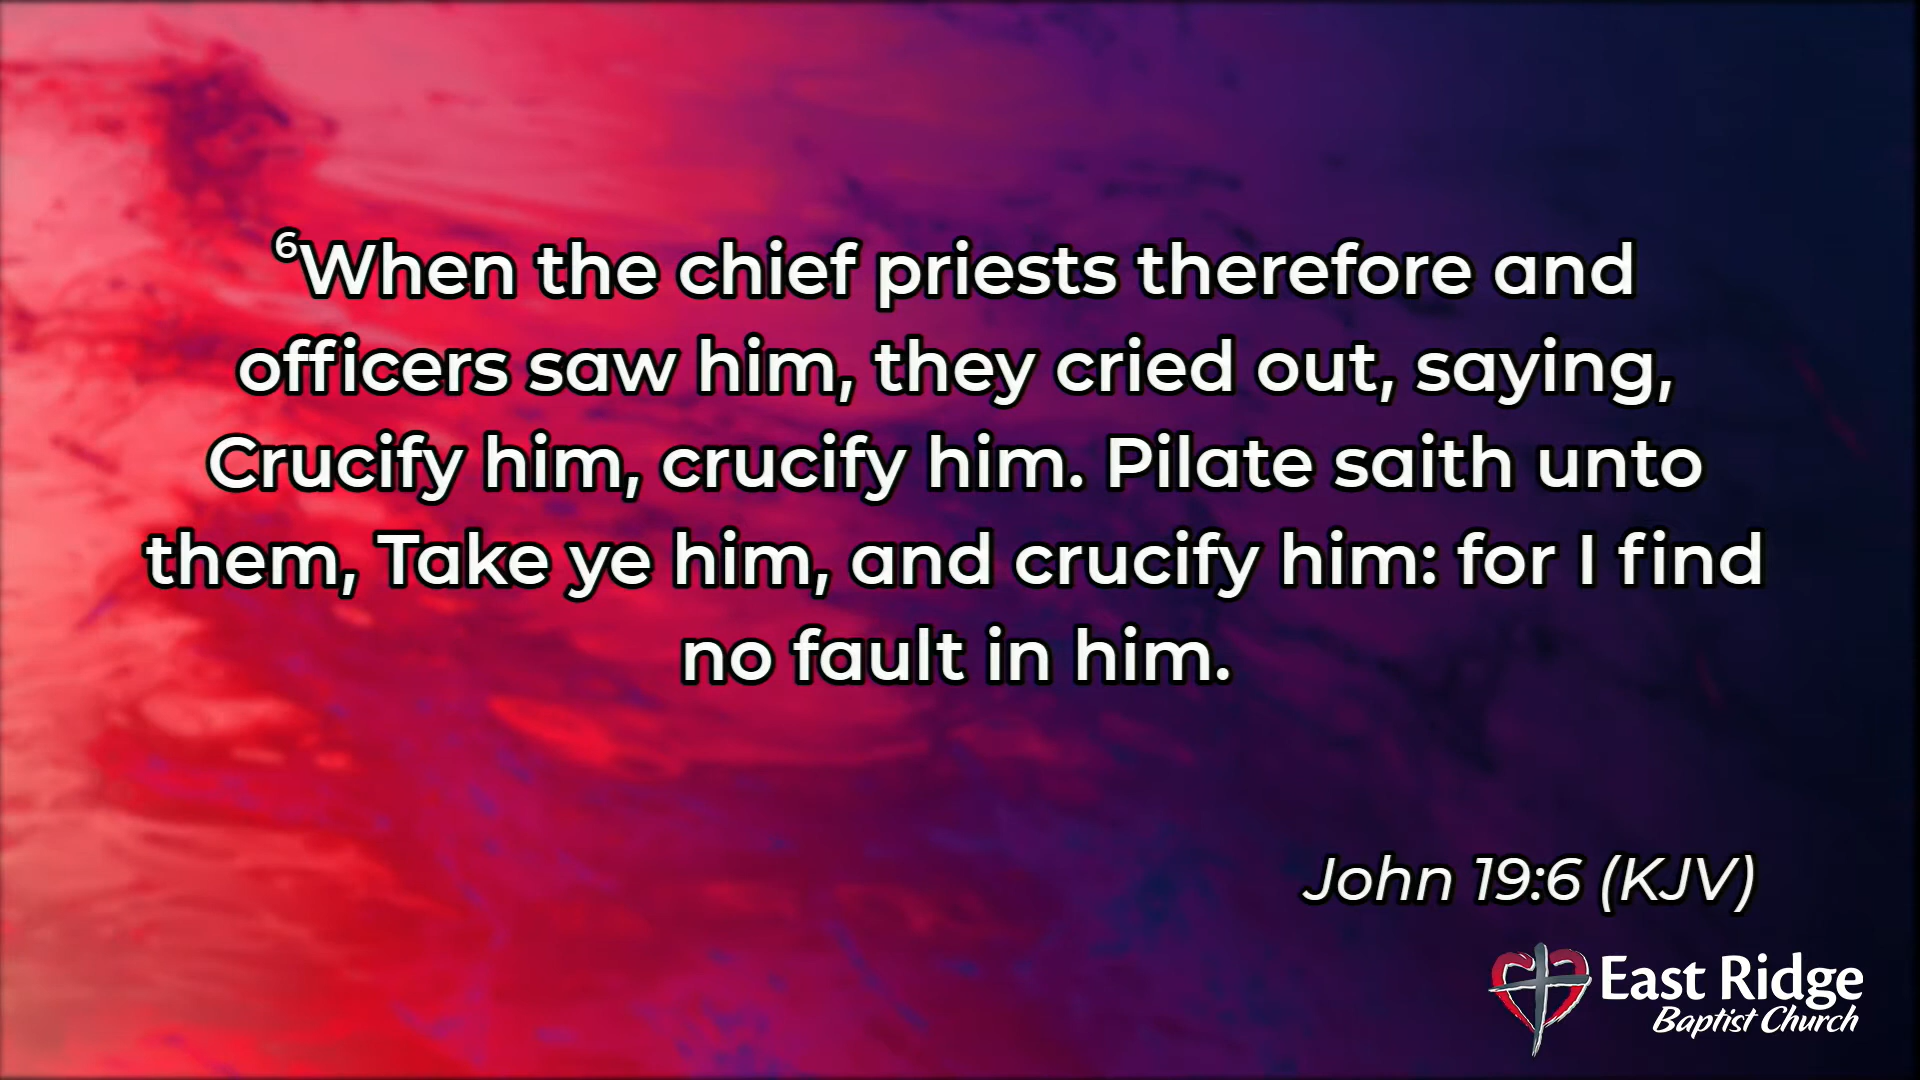 ⁶When the chief priests therefore and
officers saw him, they cried out, saying,
Crucify him, crucify him. Pilate saith unto
them, Take ye him, and crucify him: for I find
no fault in him.
John 19:6 (KJV)
East Ridge
Baptist Church